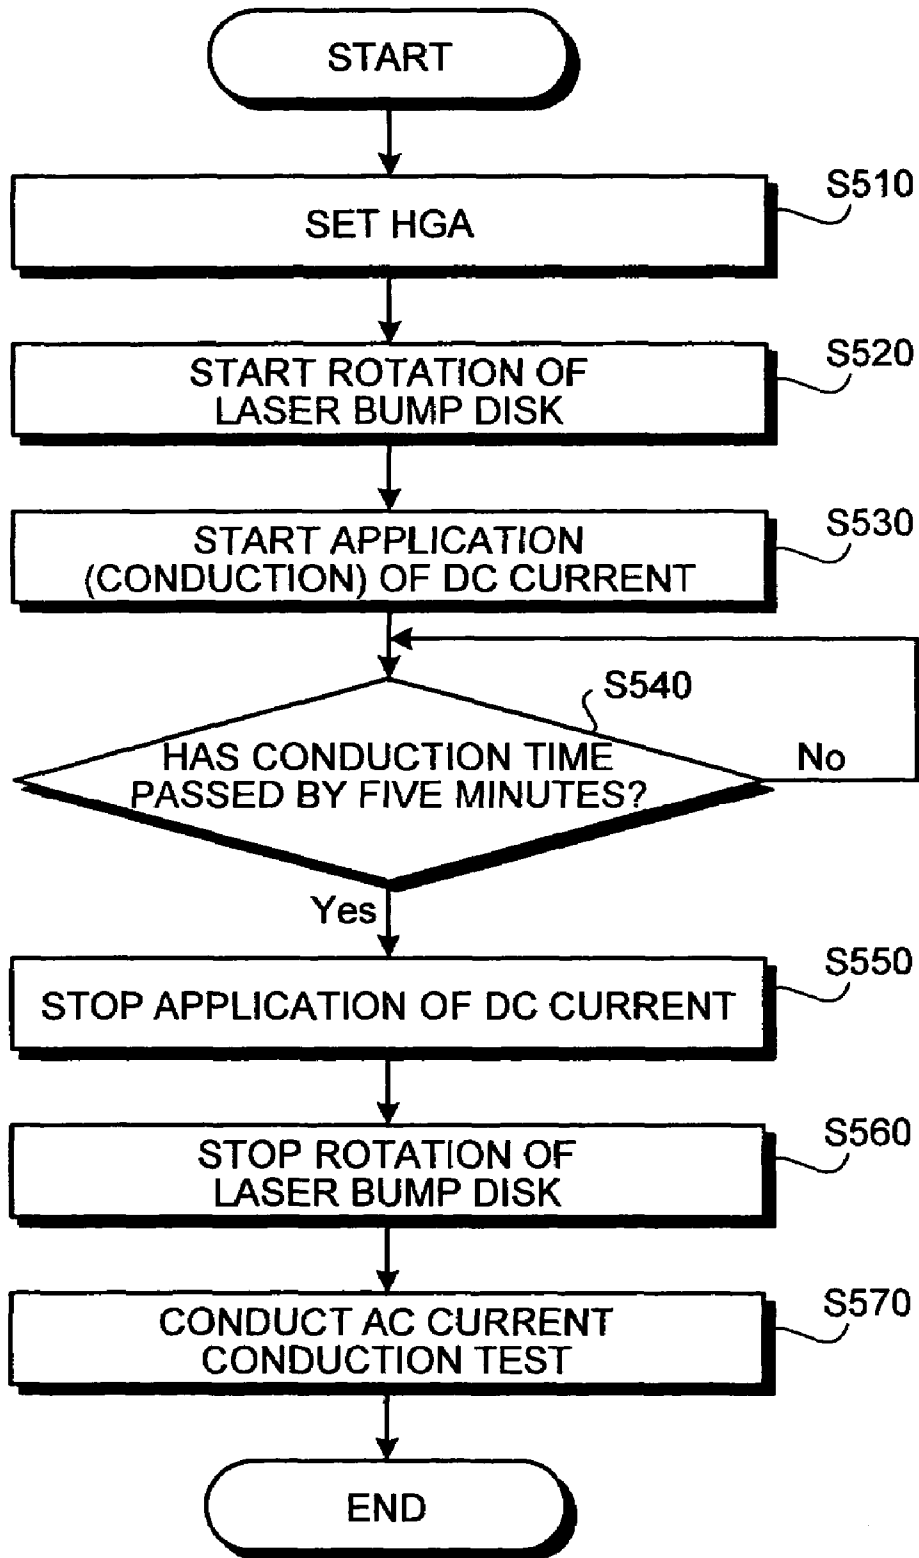 START
S510
SET HGA
S520
START ROTATION OF
LASER BUMP DISK
S530
START APPLICATION
(CONDUCTION) OF DC CURRENT
S540
HAS CONDUCTION TIME
PASSED BY FIVE MINUTES?
No
Yes
S550
STOP APPLICATION OF DC CURRENT
S560
STOP ROTATION OF
LASER BUMP DISK
S570
CONDUCT AC CURRENT
CONDUCTION TEST
END